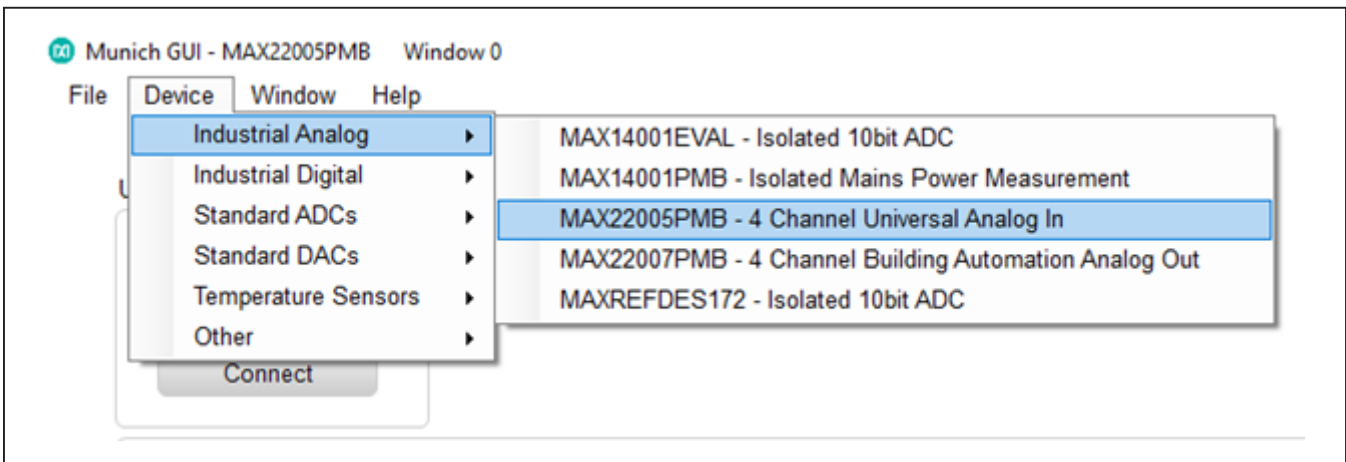 Munich GUI - MAX22005PMB Window 0
File Device Window Help
Industrial Analog
Industrial Digital
Standard ADCs
Standard DACs
Temperature Sensors
Other
MAX14001EVAL - Isolated 10bit ADC
MAX14001PMB - Isolated Mains Power Measurement
MAX22005PMB - 4 Channel Universal Analog In
MAX22007PMB - 4 Channel Building Automation Analog Out
MAXREFDES172 - Isolated 10bit ADC
Connect